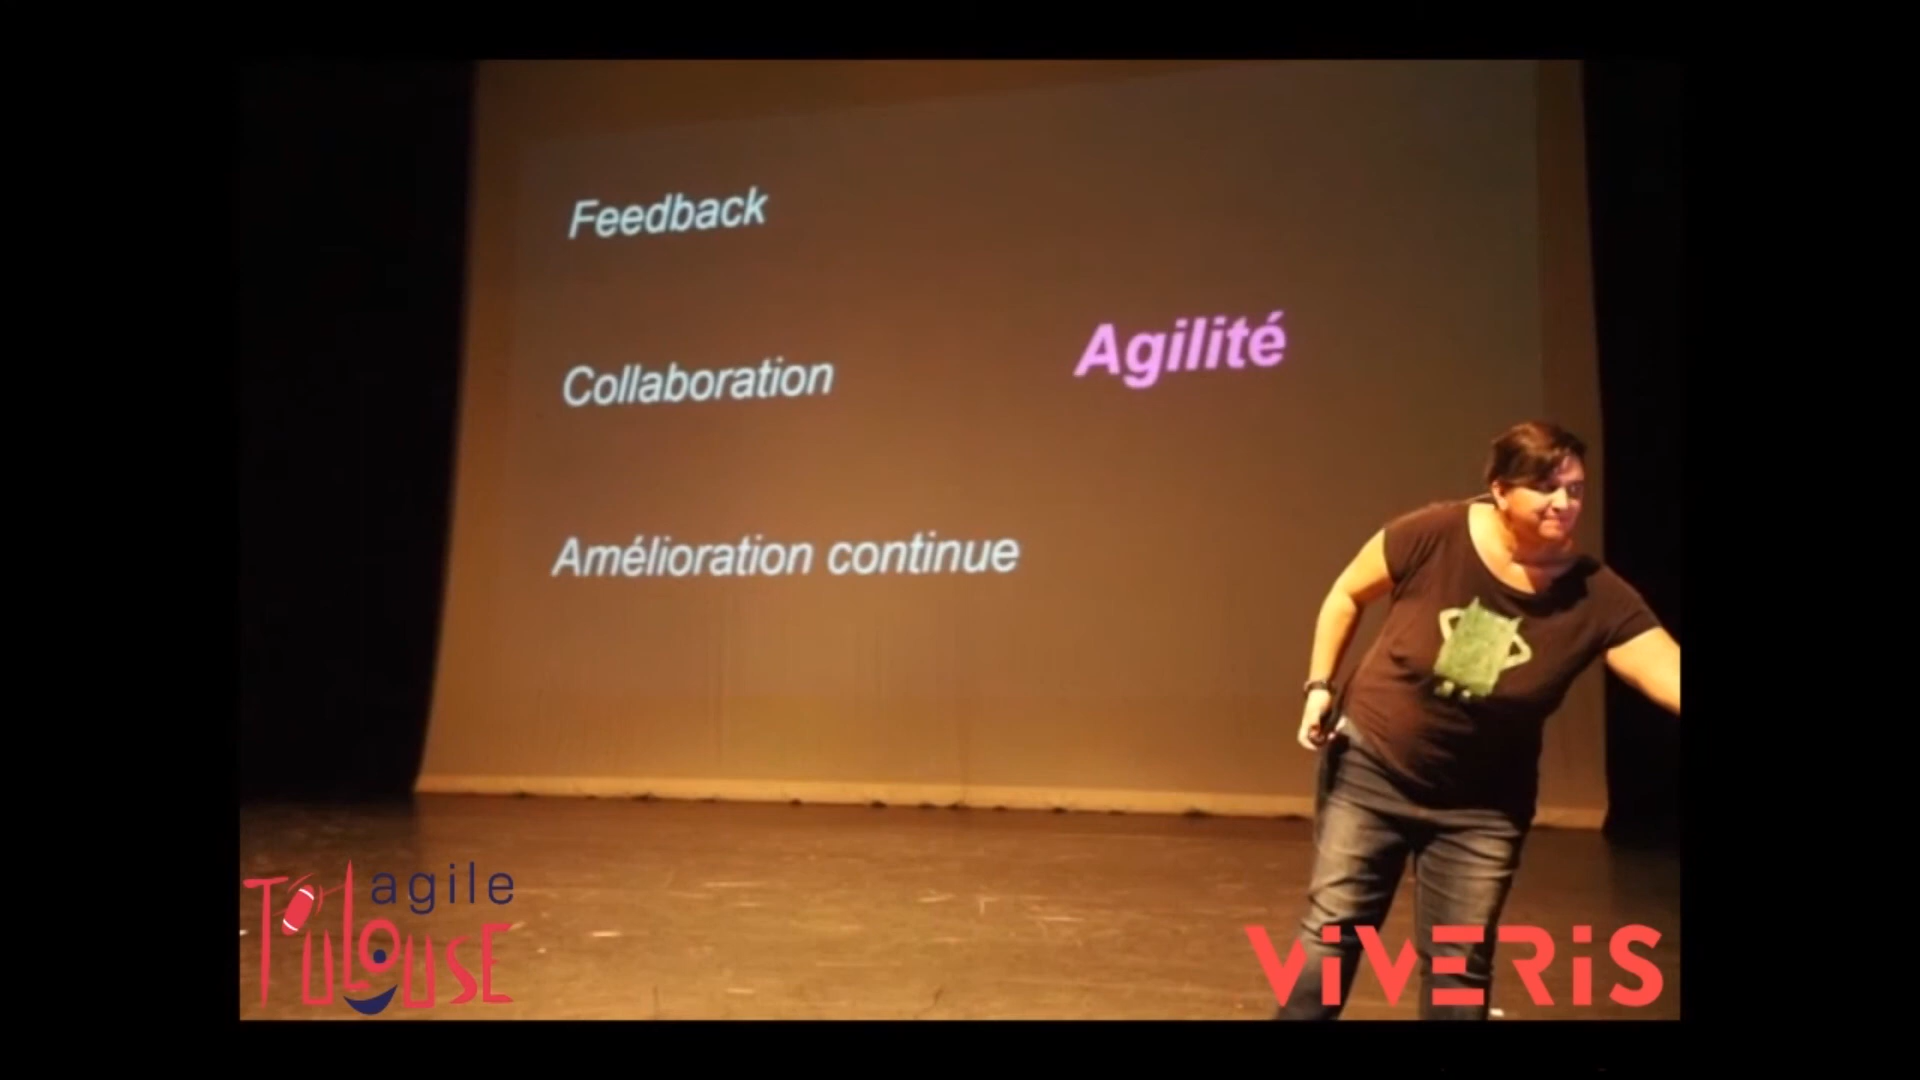 Feedback
Agilité
Collaboration
Amélioration continue
agile
TOULOUSE
ViVERiS